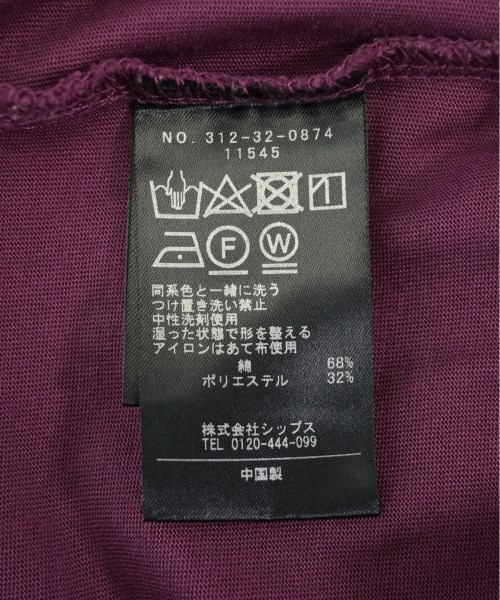 NO. 312-32-0874
11545
F W
同系色と一緒に洗う
つけ置き洗い禁止
中性洗剤使用
湿った状態で形を整える
アイロンはあて布使用
綿 68%
ポリエステル 32%
株式会社シップス
TEL 0120-444-099
中国製